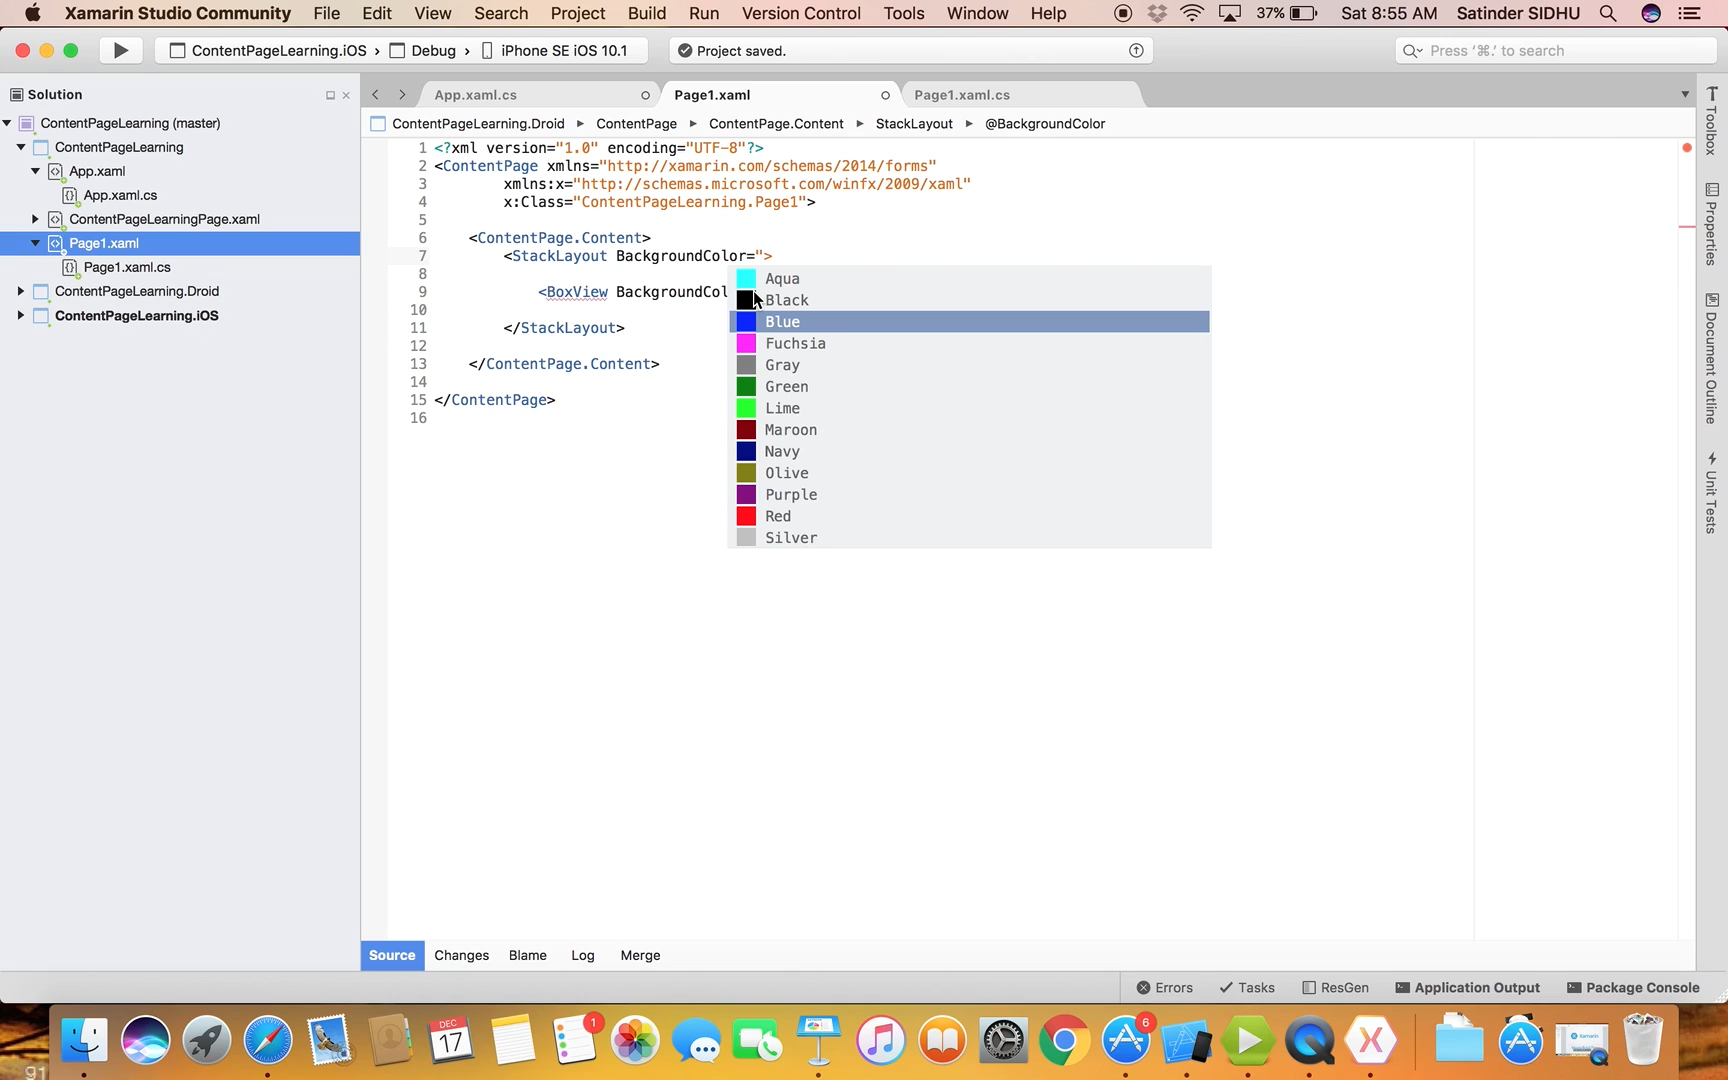 Xamarin Studio Community File Edit View Search Project Build Run Version Control Tools Window Help 37% Sat 8:55 AM Satinder SIDHU
ContentPageLearning.iOS › Debug › iPhone SE iOS 10.1 Project saved. Press ‘⌘.’ to search
Solution
App.xaml.cs Page1.xaml Page1.xaml.cs
ContentPageLearning (master)
ContentPageLearning
App.xaml
App.xaml.cs
ContentPageLearningPage.xaml
Page1.xaml
Page1.xaml.cs
ContentPageLearning.Droid
ContentPageLearning.iOS
ContentPageLearning.Droid ▸ ContentPage ▸ ContentPage.Content ▸ StackLayout ▸ @BackgroundColor
1 <?xml version="1.0" encoding="UTF-8"?>
2 <ContentPage xmlns="http://xamarin.com/schemas/2014/forms"
3 xmlns:x="http://schemas.microsoft.com/winfx/2009/xaml"
4 x:Class="ContentPageLearning.Page1">
5
6 <ContentPage.Content>
7 <StackLayout BackgroundColor=">
8
9 <BoxView BackgroundCol
10
11 </StackLayout>
12
13 </ContentPage.Content>
14
15 </ContentPage>
16
Aqua
Black
Blue
Fuchsia
Gray
Green
Lime
Maroon
Navy
Olive
Purple
Red
Silver
Toolbox
Properties
Document Outline
Unit Tests
Source Changes Blame Log Merge
Errors Tasks ResGen Application Output Package Console
DEC
17
1
6
91